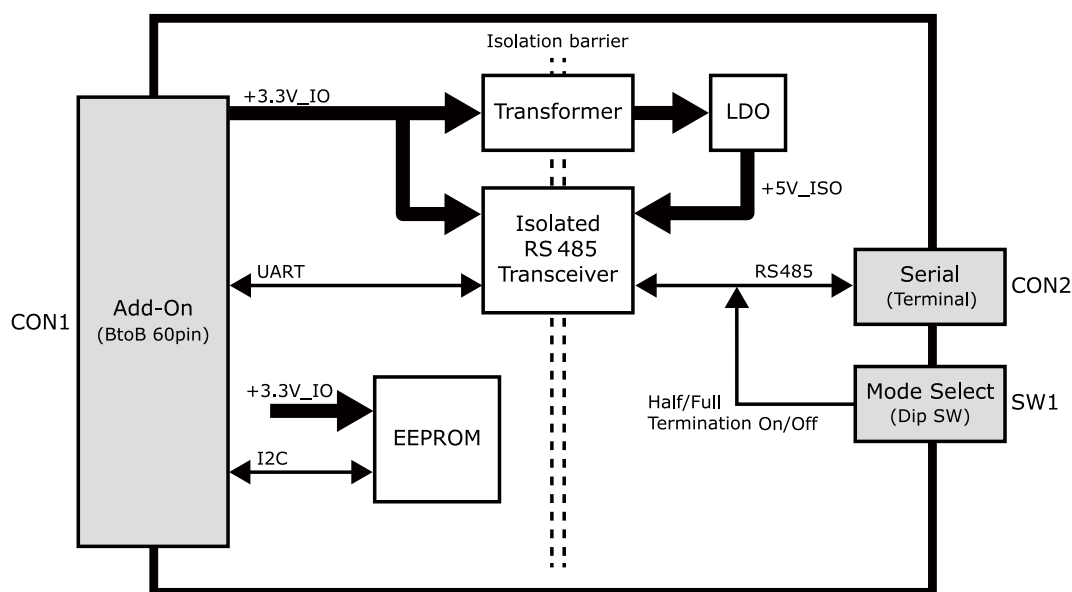 Isolation barrier
+3.3V_IO
Transformer
LDO
+5V_ISO
Isolated
RS 485
Transceiver
UART
RS485
Serial
(Terminal)
CON2
CON1
Add-On
(BtoB 60pin)
Mode Select
(Dip SW)
SW1
Half/Full
Termination On/Off
+3.3V_IO
EEPROM
I2C